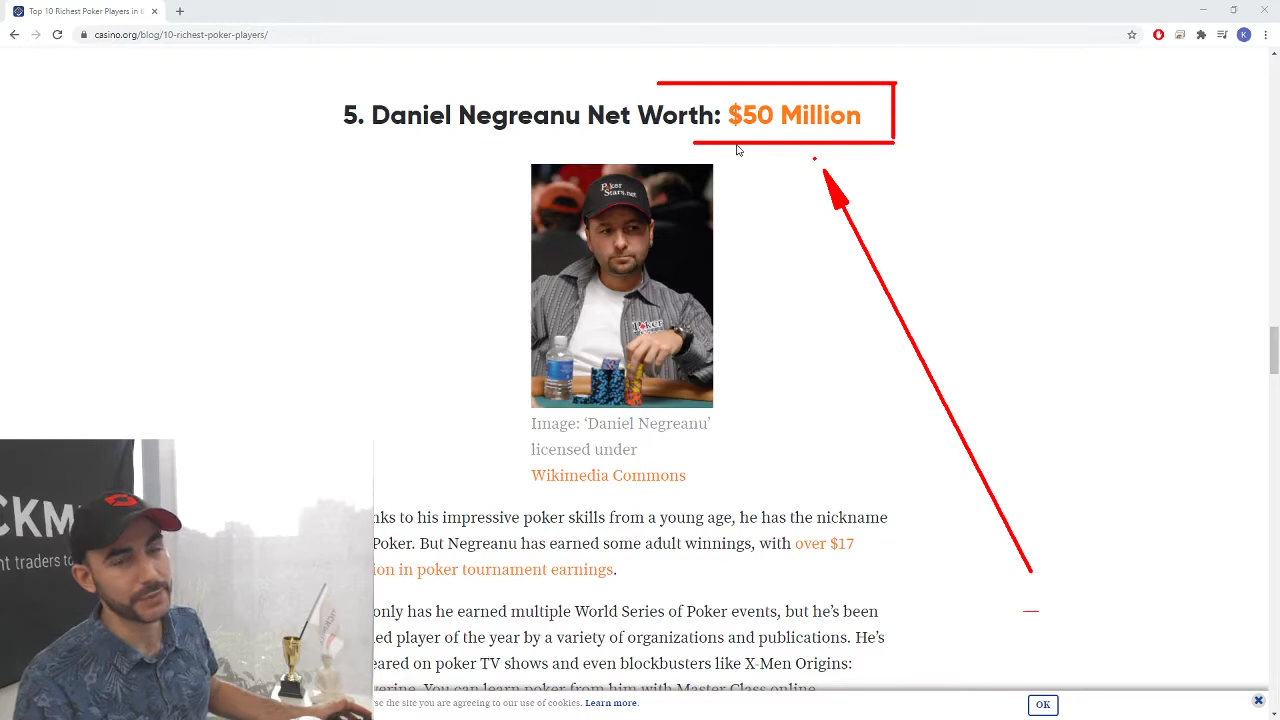 Top 10 Richest Poker Players in t
casino.org/blog/10-richest-poker-players/
K
5. Daniel Negreanu Net Worth: $50 Million
Poker
Stars.net
Poker
Image: ‘Daniel Negreanu’
licensed under
Wikimedia Commons
nks to his impressive poker skills from a young age, he has the nickname
Poker. But Negreanu has earned some adult winnings, with over $17
ion in poker tournament earnings.
only has he earned multiple World Series of Poker events, but he’s been
ed player of the year by a variety of organizations and publications. He’s
eared on poker TV shows and even blockbusters like X-Men Origins:
verine. You can learn poker from him with Master Class online
CKM
nt traders to
se the site you are agreeing to our use of cookies. Learn more.
OK